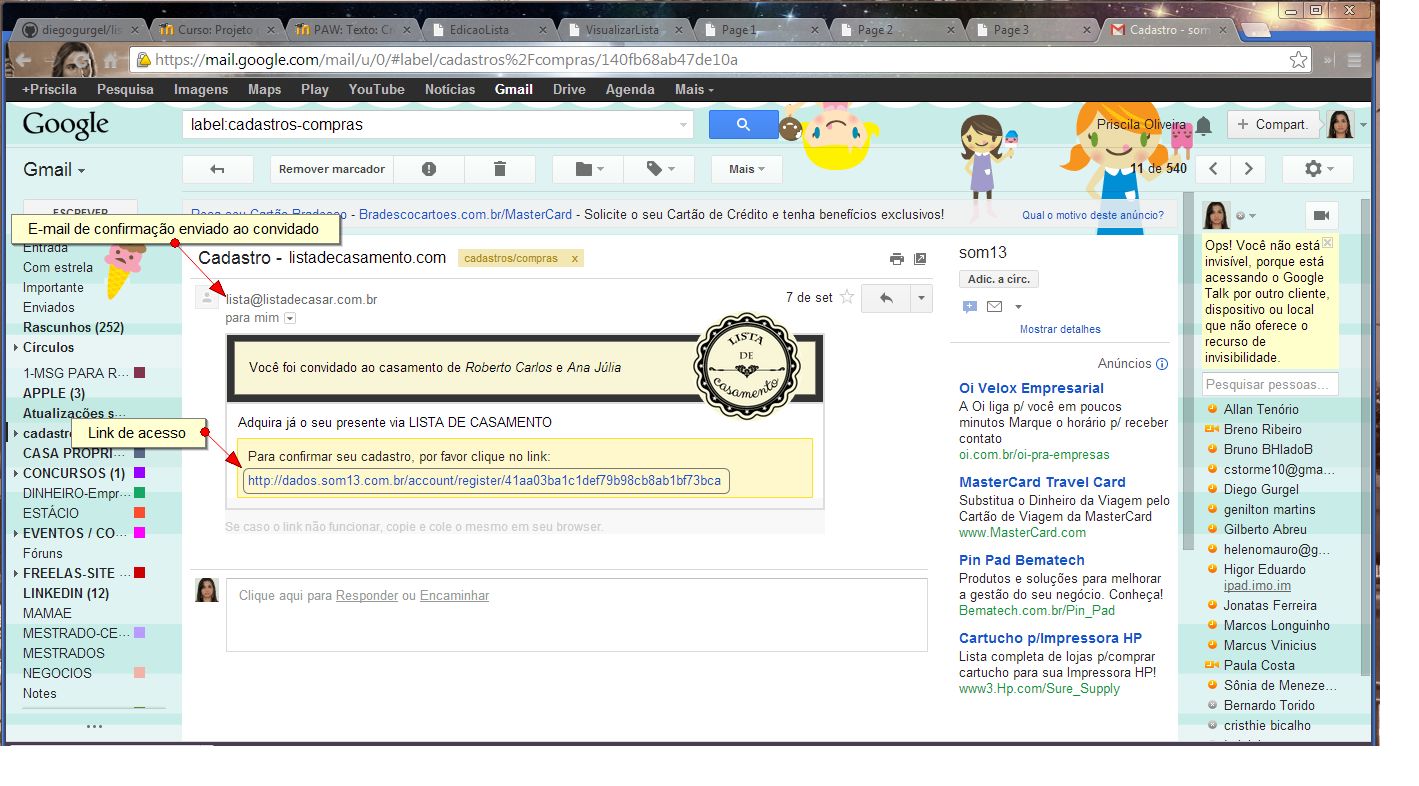 diegogurgel/lis
Curso: Projeto
PAW: Texto: Cr
EdicaoLista
VisualizarLista
Page 1
Page 2
Page 3
Cadastro - som
https://mail.google.com/mail/u/0/#label/cadastros%2Fcompras/140fb68ab47de10a
+Priscila Pesquisa Imagens Maps Play YouTube Notícias Gmail Drive Agenda Mais
Google
label:cadastros-compras
Priscila Oliveira
+ Compart.
Gmail
Remover marcador
Mais
11 de 540
ESCREVER
Bradescocartoes.com.br/MasterCard - Solicite o seu Cartão de Crédito e tenha benefícios exclusivos!
Qual o motivo deste anúncio?
E-mail de confirmação enviado ao convidado
Entrada
Com estrela
Importante
Enviados
Rascunhos (252)
Círculos
1-MSG PARA R...
APPLE (3)
Atualizações s...
cadastro
Link de acesso
CASA PROPRI
CONCURSOS (1)
DINHEIRO-Empr...
ESTÁCIO
EVENTOS / CO...
Fóruns
FREELAS-SITE ...
LINKEDIN (12)
MAMAE
MESTRADO-CE...
MESTRADOS
NEGOCIOS
Notes
Cadastro - listadecasamento.com
cadastros/compras x
lista@listadecasar.com.br
para mim
7 de set
Você foi convidado ao casamento de Roberto Carlos e Ana Júlia
LISTA
DE
casamento
Adquira já o seu presente via LISTA DE CASAMENTO
Para confirmar seu cadastro, por favor clique no link:
http://dados.som13.com.br/account/register/41aa03ba1c1def79b98cb8ab1bf73bca
Se caso o link não funcionar, copie e cole o mesmo em seu browser.
Clique aqui para Responder ou Encaminhar
som13
Adic. a círc.
Mostrar detalhes
Anúncios
Oi Velox Empresarial
A Oi liga p/ você em poucos
minutos Marque o horário p/ receber
contato
oi.com.br/oi-pra-empresas
MasterCard Travel Card
Substitua o Dinheiro da Viagem pelo
Cartão de Viagem da MasterCard
www.MasterCard.com
Pin Pad Bematech
Produtos e soluções para melhorar
a gestão do seu negócio. Conheça!
Bematech.com.br/Pin_Pad
Cartucho p/Impressora HP
Lista completa de lojas p/comprar
cartucho para sua Impressora HP!
www3.Hp.com/Sure_Supply
Ops! Você não está
invisível, porque está
acessando o Google
Talk por outro cliente,
dispositivo ou local
que não oferece o
recurso de
invisibilidade.
Pesquisar pessoas...
Allan Tenório
Breno Ribeiro
Bruno BHladoB
cstorme10@gma...
Diego Gurgel
genilton martins
Gilberto Abreu
helenomauro@g...
Higor Eduardo
ipad.imo.im
Jonatas Ferreira
Marcos Longuinho
Marcus Vinicius
Paula Costa
Sônia de Meneze...
Bernardo Torido
cristhie bicalho